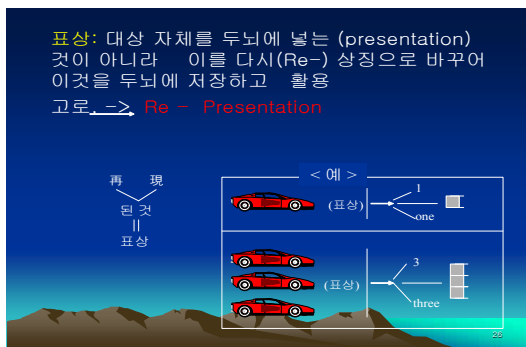 표상: 대상 자체를 두뇌에 넣는 (presentation)
것이 아니라 이를 다시(Re-) 상징으로 바꾸어
이것을 두뇌에 저장하고 활용
고로, -> Re - Presentation
< 예 >
再 現
된 것
||
표상
(표상)
1
one
(표상)
3
three
26